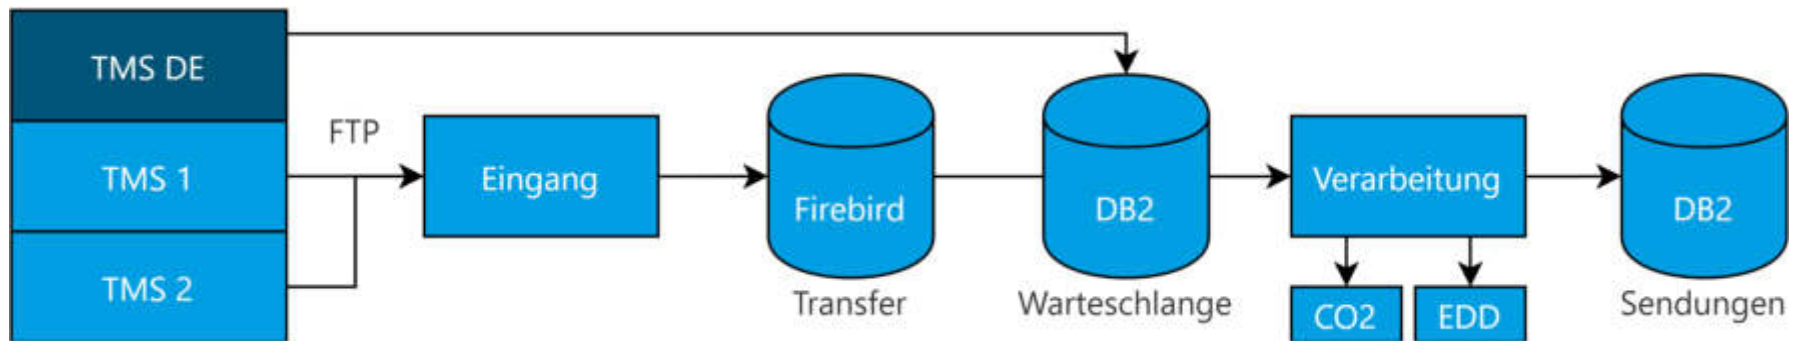 TMS DE
TMS 1
TMS 2
FTP
Eingang
Firebird
Transfer
DB2
Warteschlange
Verarbeitung
CO2
EDD
DB2
Sendungen